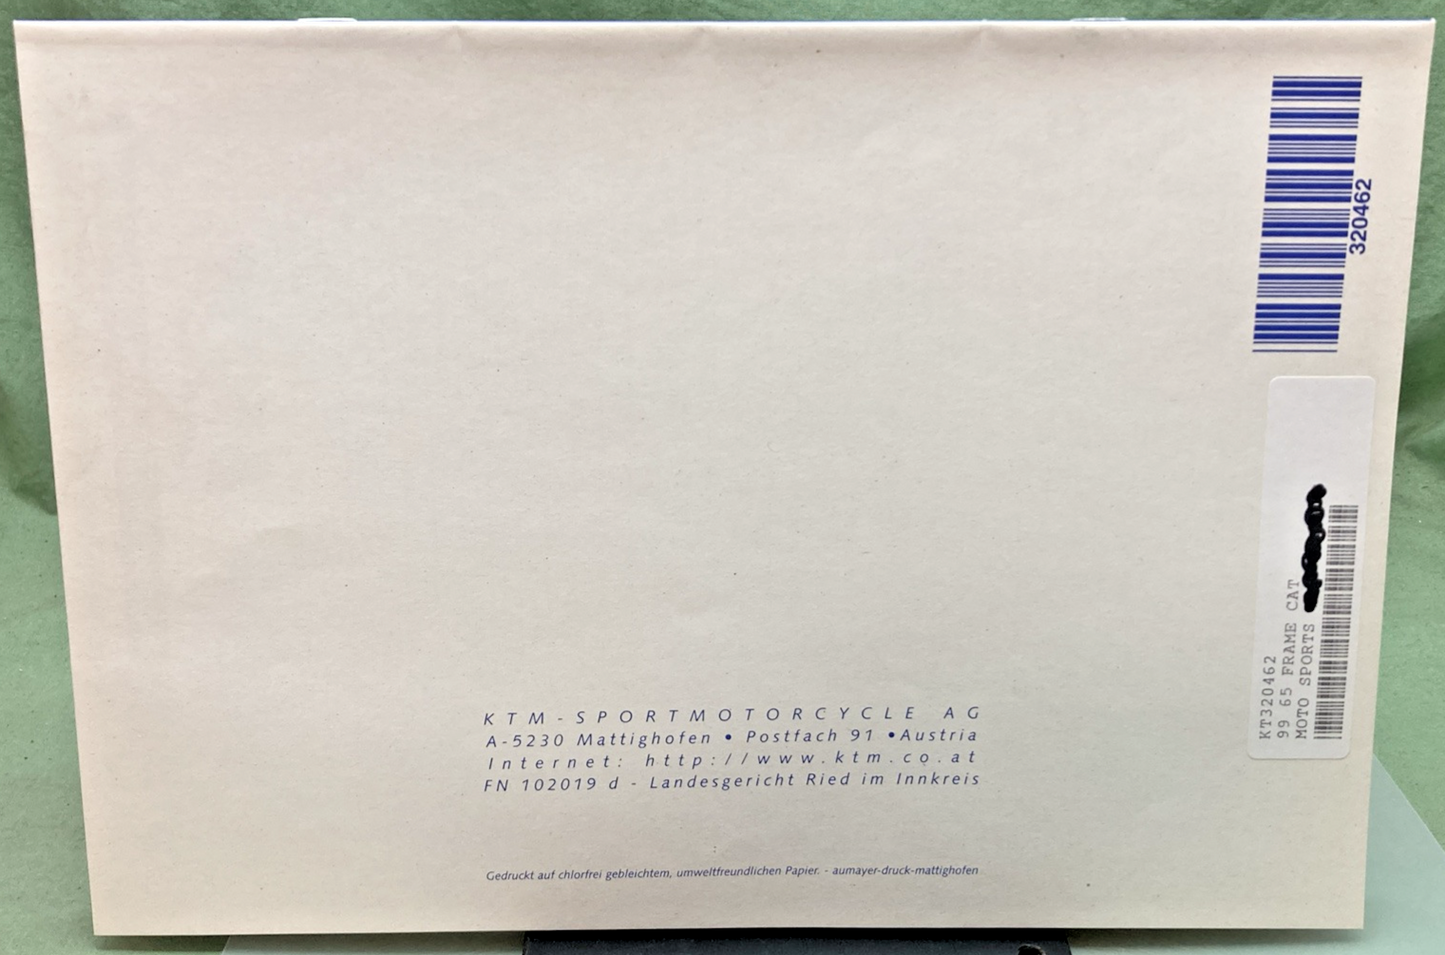 320462
KT320462
99 65 FRAME CAT
MOTO SPORTS
KTM-SPORTMOTORCYCLE AG
A-5230 Mattighofen • Postfach 91 •Austria
Internet: http://www.ktm.co.at
FN 102019 d - Landesgericht Ried im Innkreis
Gedruckt auf chlorfrei gebleichtem, umweltfreundlichen Papier. - aumayer-druck-mattighofen